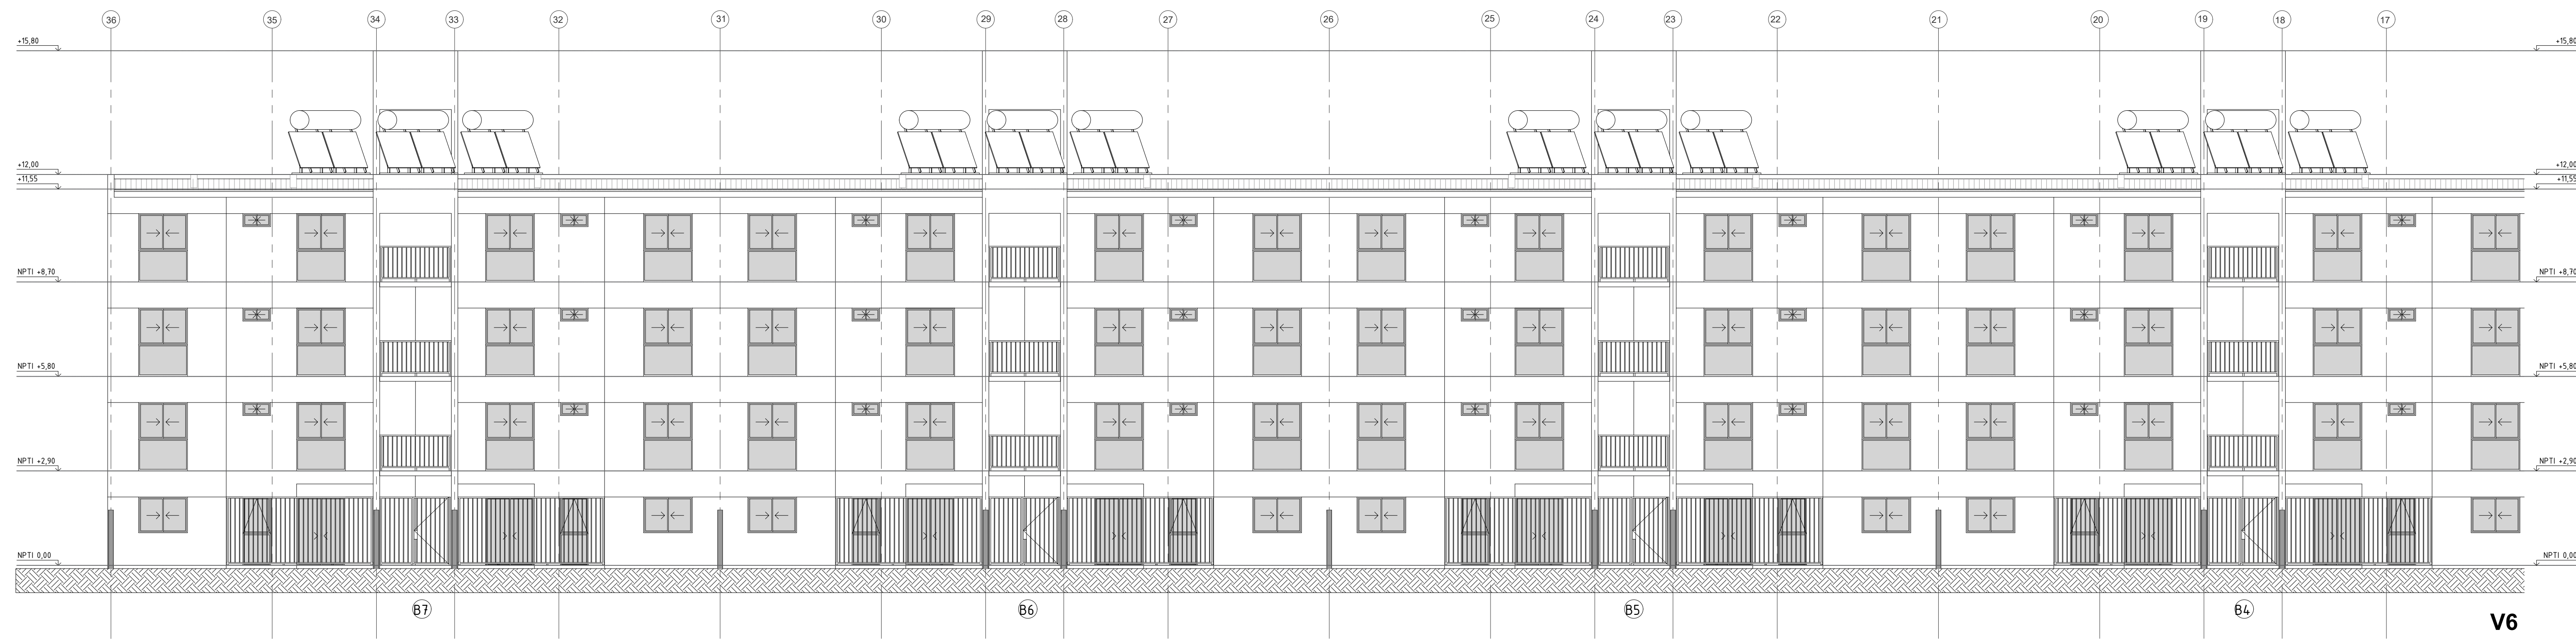 36 35 34 33 32 31 30 29 28 27 26 25 24 23 22 21 20 19 18 17
+15,80 +15,80
+12,00 +12,00
+11,55 +11,55
NPTI +8,70 NPTI +8,70
NPTI +5,80 NPTI +5,80
NPTI +2,90 NPTI +2,90
NPTI 0,00 NPTI 0,00
B7 B6 B5 B4
V6